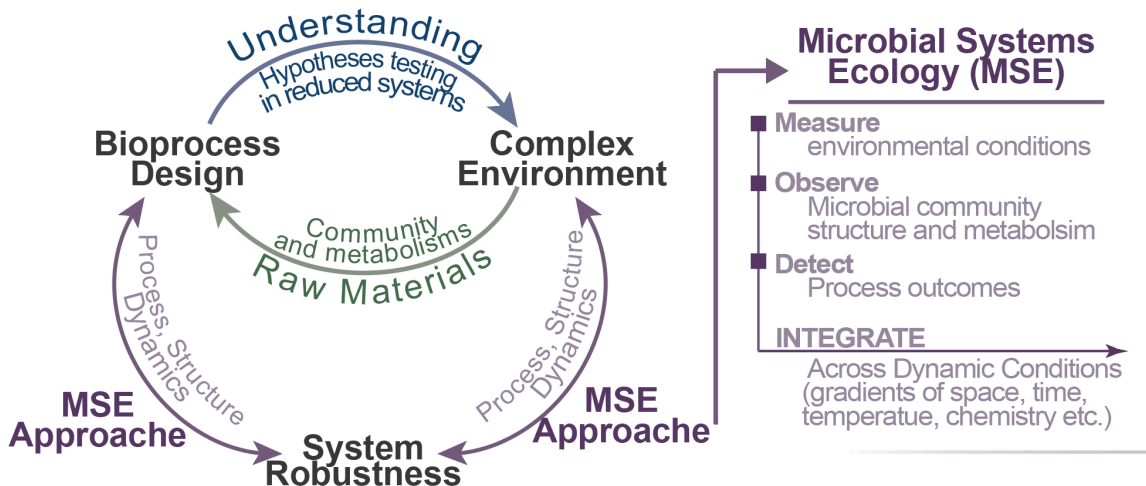 Understanding
Hypotheses testing
in reduced systems
Bioprocess
Design
Complex
Environment
Community
and metabolisms
Raw Materials
Process, Structure
Dynamics
Process, Structure
Dynamics
MSE
Approache
MSE
Approache
System
Robustness
Microbial Systems
Ecology (MSE)
Measure
environmental conditions
Observe
Microbial community
structure and metabolsim
Detect
Process outcomes
INTEGRATE
Across Dynamic Conditions
(gradients of space, time,
temperatue, chemistry etc.)